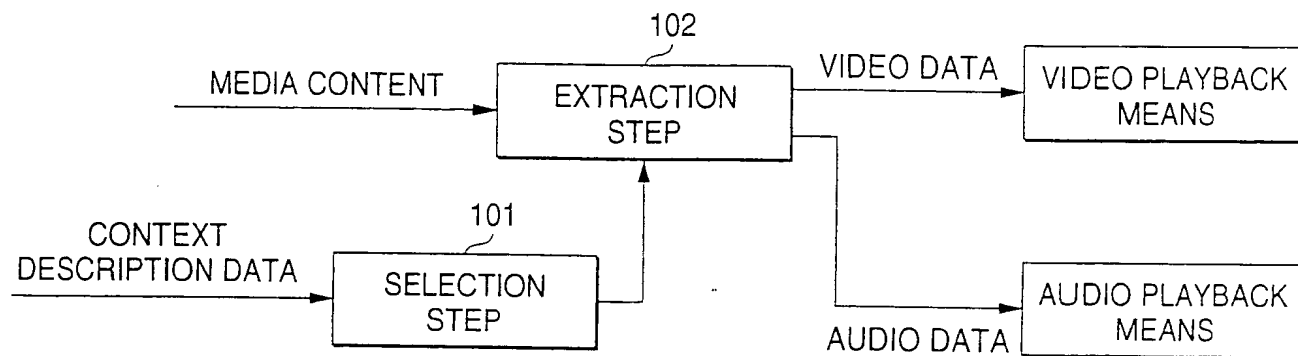 102
MEDIA CONTENT
EXTRACTION
STEP
VIDEO DATA
VIDEO PLAYBACK
MEANS
101
CONTEXT
DESCRIPTION DATA
SELECTION
STEP
AUDIO DATA
AUDIO PLAYBACK
MEANS